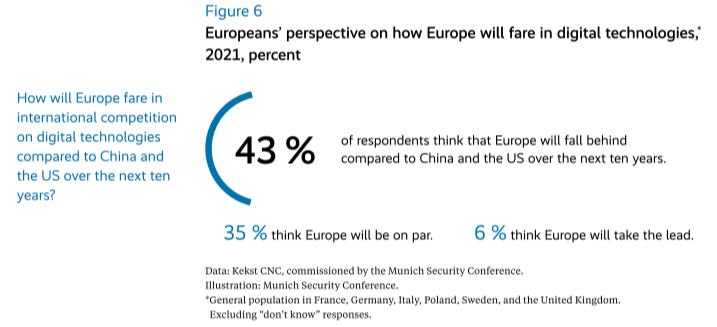 Figure 6
Europeans’ perspective on how Europe will fare in digital technologies,*
2021, percent
How will Europe fare in
international competition
on digital technologies
compared to China and
the US over the next ten
years?
43 %
of respondents think that Europe will fall behind
compared to China and the US over the next ten years.
35 % think Europe will be on par.
6 % think Europe will take the lead.
Data: Kekst CNC, commissioned by the Munich Security Conference.
Illustration: Munich Security Conference.
*General population in France, Germany, Italy, Poland, Sweden, and the United Kingdom.
Excluding “don’t know” responses.